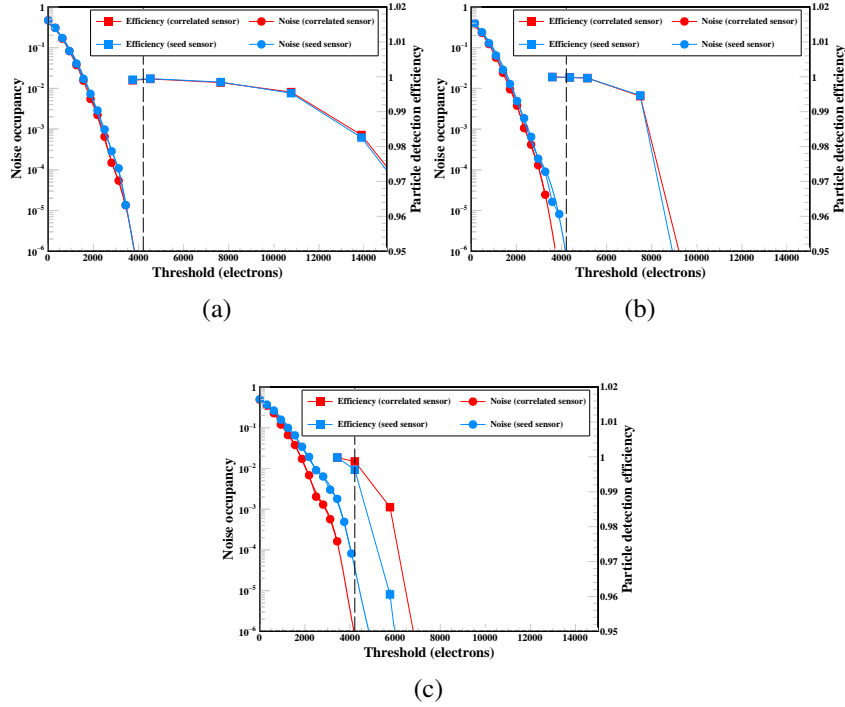 Efficiency (correlated sensor) Noise (correlated sensor)
Efficiency (seed sensor) Noise (seed sensor)
Noise occupancy
1
10⁻¹
10⁻²
10⁻³
10⁻⁴
10⁻⁵
10⁻⁶
0 2000 4000 6000 8000 10000 12000 14000
Threshold (electrons)
1.02
1.01
1
0.99
0.98
0.97
0.96
0.95
Particle detection efficiency
(a)
Efficiency (correlated sensor) Noise (correlated sensor)
Efficiency (seed sensor) Noise (seed sensor)
Noise occupancy
1
10⁻¹
10⁻²
10⁻³
10⁻⁴
10⁻⁵
10⁻⁶
0 2000 4000 6000 8000 10000 12000 14000
Threshold (electrons)
1.02
1.01
1
0.99
0.98
0.97
0.96
0.95
Particle detection efficiency
(b)
Efficiency (correlated sensor) Noise (correlated sensor)
Efficiency (seed sensor) Noise (seed sensor)
Noise occupancy
1
10⁻¹
10⁻²
10⁻³
10⁻⁴
10⁻⁵
10⁻⁶
0 2000 4000 6000 8000 10000 12000 14000
Threshold (electrons)
1.02
1.01
1
0.99
0.98
0.97
0.96
0.95
Particle detection efficiency
(c)